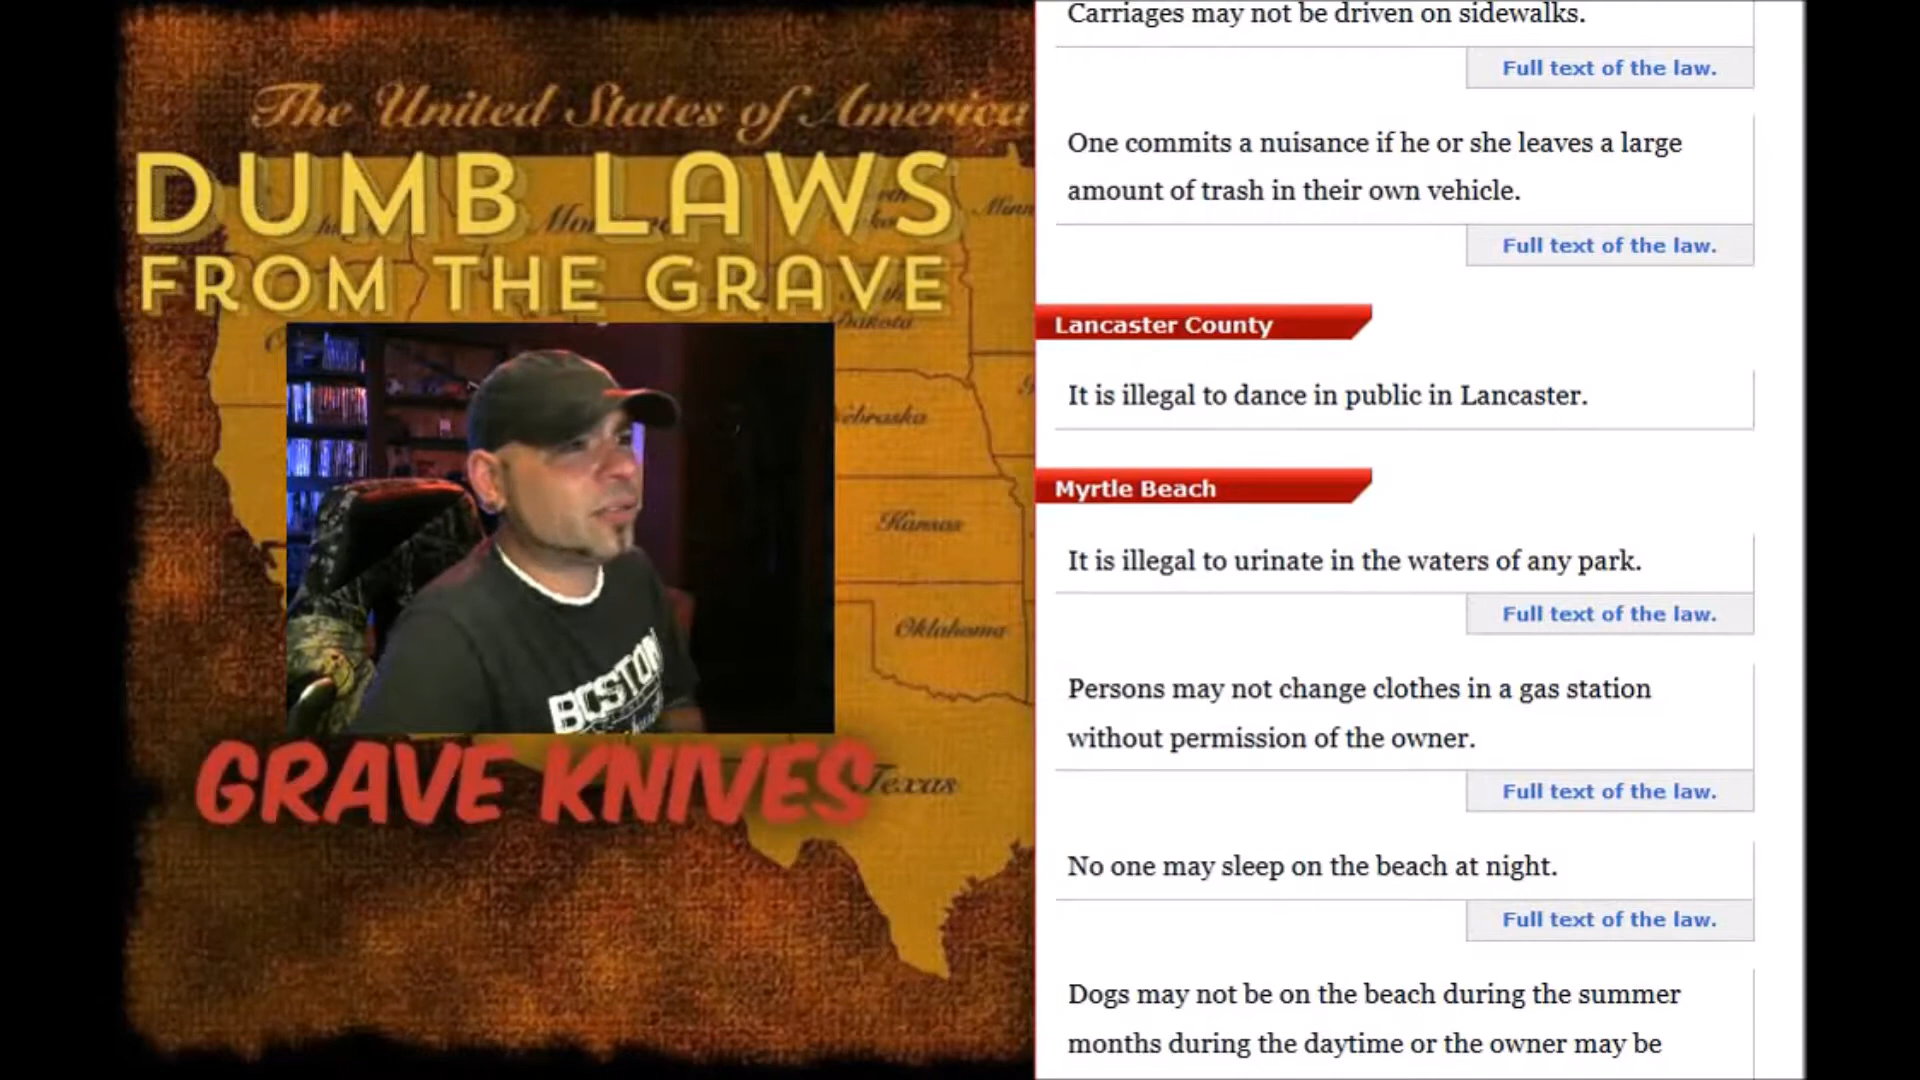 The United States of America
DUMB LAWS
FROM THE GRAVE
Dakota
Nebraska
Kansas
Oklahoma
BOSTON
GRAVE KNIVES
Texas
Carriages may not be driven on sidewalks.
Full text of the law.
One commits a nuisance if he or she leaves a large
amount of trash in their own vehicle.
Full text of the law.
Lancaster County
It is illegal to dance in public in Lancaster.
Myrtle Beach
It is illegal to urinate in the waters of any park.
Full text of the law.
Persons may not change clothes in a gas station
without permission of the owner.
Full text of the law.
No one may sleep on the beach at night.
Full text of the law.
Dogs may not be on the beach during the summer
months during the daytime or the owner may be